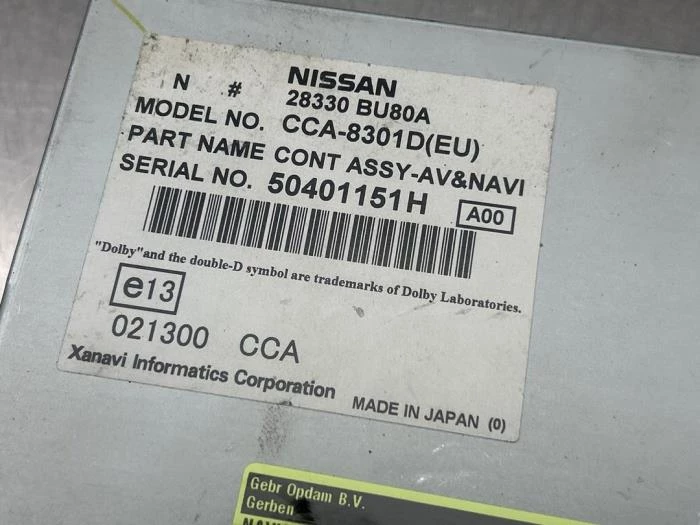 N # NISSAN
28330 BU80A
MODEL NO. CCA-8301D(EU)
PART NAME CONT ASSY-AV&NAVI
SERIAL NO. 50401151H A00
"Dolby"and the double-D symbol are trademarks of Dolby Laboratories.
e13
021300 CCA
Xanavi Informatics Corporation
MADE IN JAPAN (0)
Gebr Opdam B.V.
Gerben